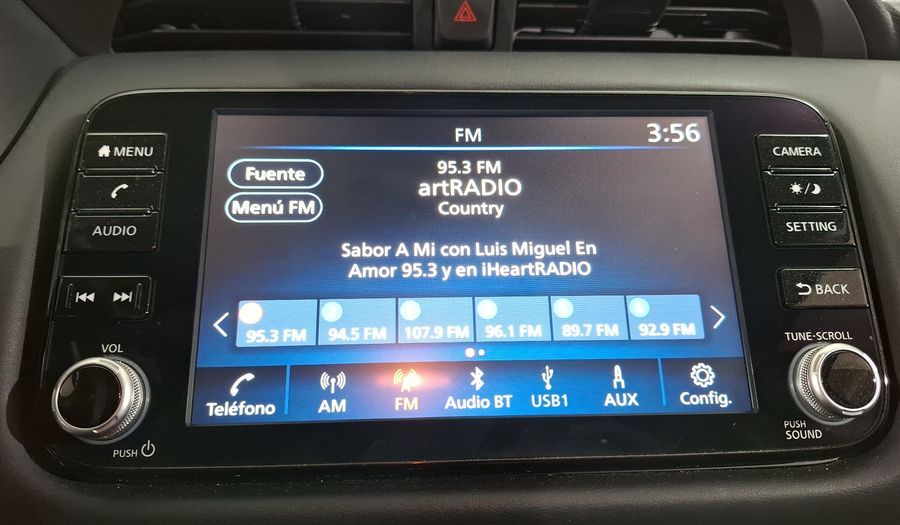 MENU
AUDIO
VOL
PUSH
FM
3:56
Fuente
Menú FM
95.3 FM
artRADIO
Country
Sabor A Mi con Luis Miguel En
Amor 95.3 y en iHeartRADIO
95.3 FM
94.5 FM
107.9 FM
96.1 FM
89.7 FM
92.9 FM
Teléfono
AM
FM
Audio BT
USB1
AUX
Config.
CAMERA
SETTING
BACK
TUNE·SCROLL
PUSH
SOUND